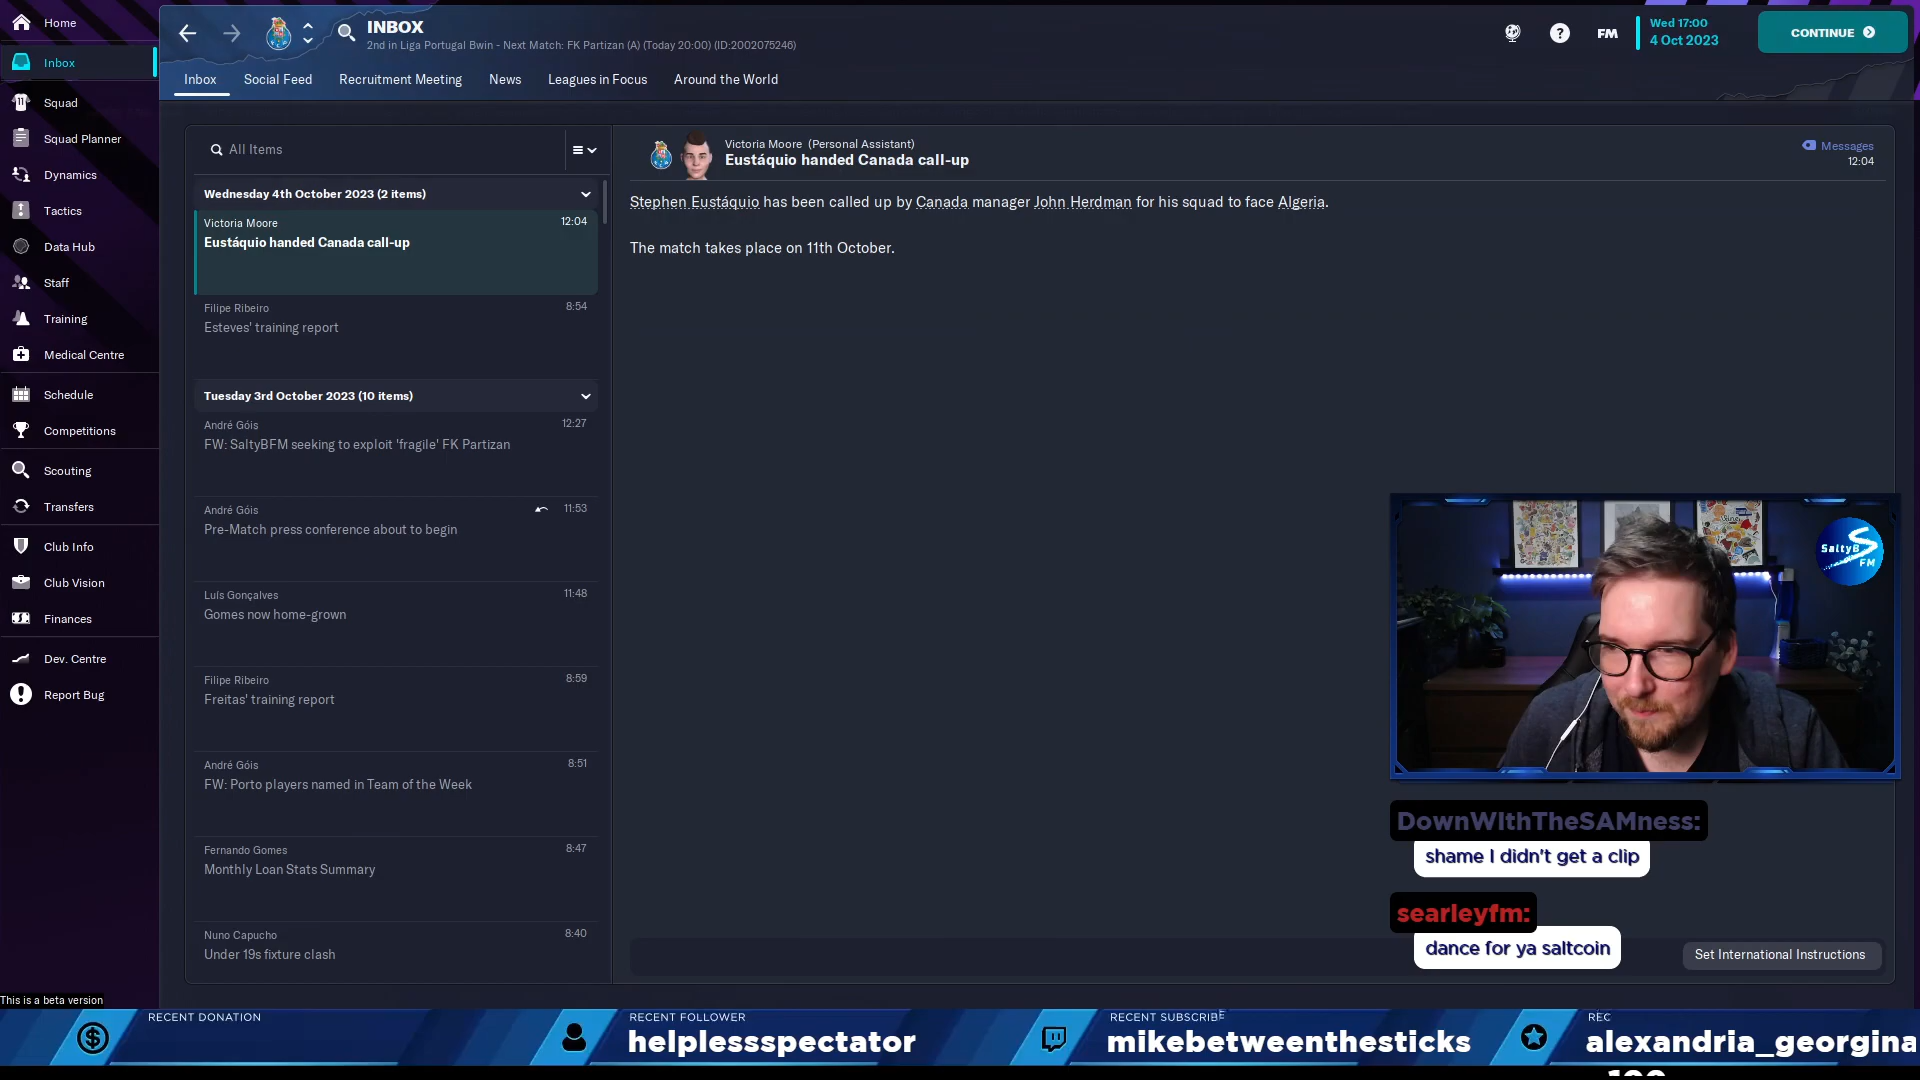 Home
Inbox
Squad
Squad Planner
Dynamics
Tactics
Data Hub
Staff
Training
Medical Centre
Schedule
Competitions
Scouting
Transfers
Club Info
Club Vision
Finances
Dev. Centre
Report Bug
This is a beta version
INBOX
2nd in Liga Portugal Bwin - Next Match: FK Partizan (A) (Today 20:00) (ID:2002075246)
FM
Wed 17:00
4 Oct 2023
CONTINUE
Inbox
Social Feed
Recruitment Meeting
News
Leagues in Focus
Around the World
All Items
Wednesday 4th October 2023 (2 items)
Victoria Moore 12:04
Eustáquio handed Canada call-up
Filipe Ribeiro 8:54
Esteves' training report
Tuesday 3rd October 2023 (10 items)
André Góis 12:27
FW: SaltyBFM seeking to exploit 'fragile' FK Partizan
André Góis 11:53
Pre-Match press conference about to begin
Luís Gonçalves 11:48
Gomes now home-grown
Filipe Ribeiro 8:59
Freitas' training report
André Góis 8:51
FW: Porto players named in Team of the Week
Fernando Gomes 8:47
Monthly Loan Stats Summary
Nuno Capucho 8:40
Under 19s fixture clash
Victoria Moore (Personal Assistant)
Eustáquio handed Canada call-up
Messages
12:04
Stephen Eustáquio has been called up by Canada manager John Herdman for his squad to face Algeria.
The match takes place on 11th October.
SaltyB
FM
DownWIthTheSAMness:
shame I didn't get a clip
searleyfm:
dance for ya saltcoin
Set International Instructions
RECENT DONATION
RECENT FOLLOWER
helplessspectator
RECENT SUBSCRIBE
mikebetweenthesticks
REC
alexandria_georgina